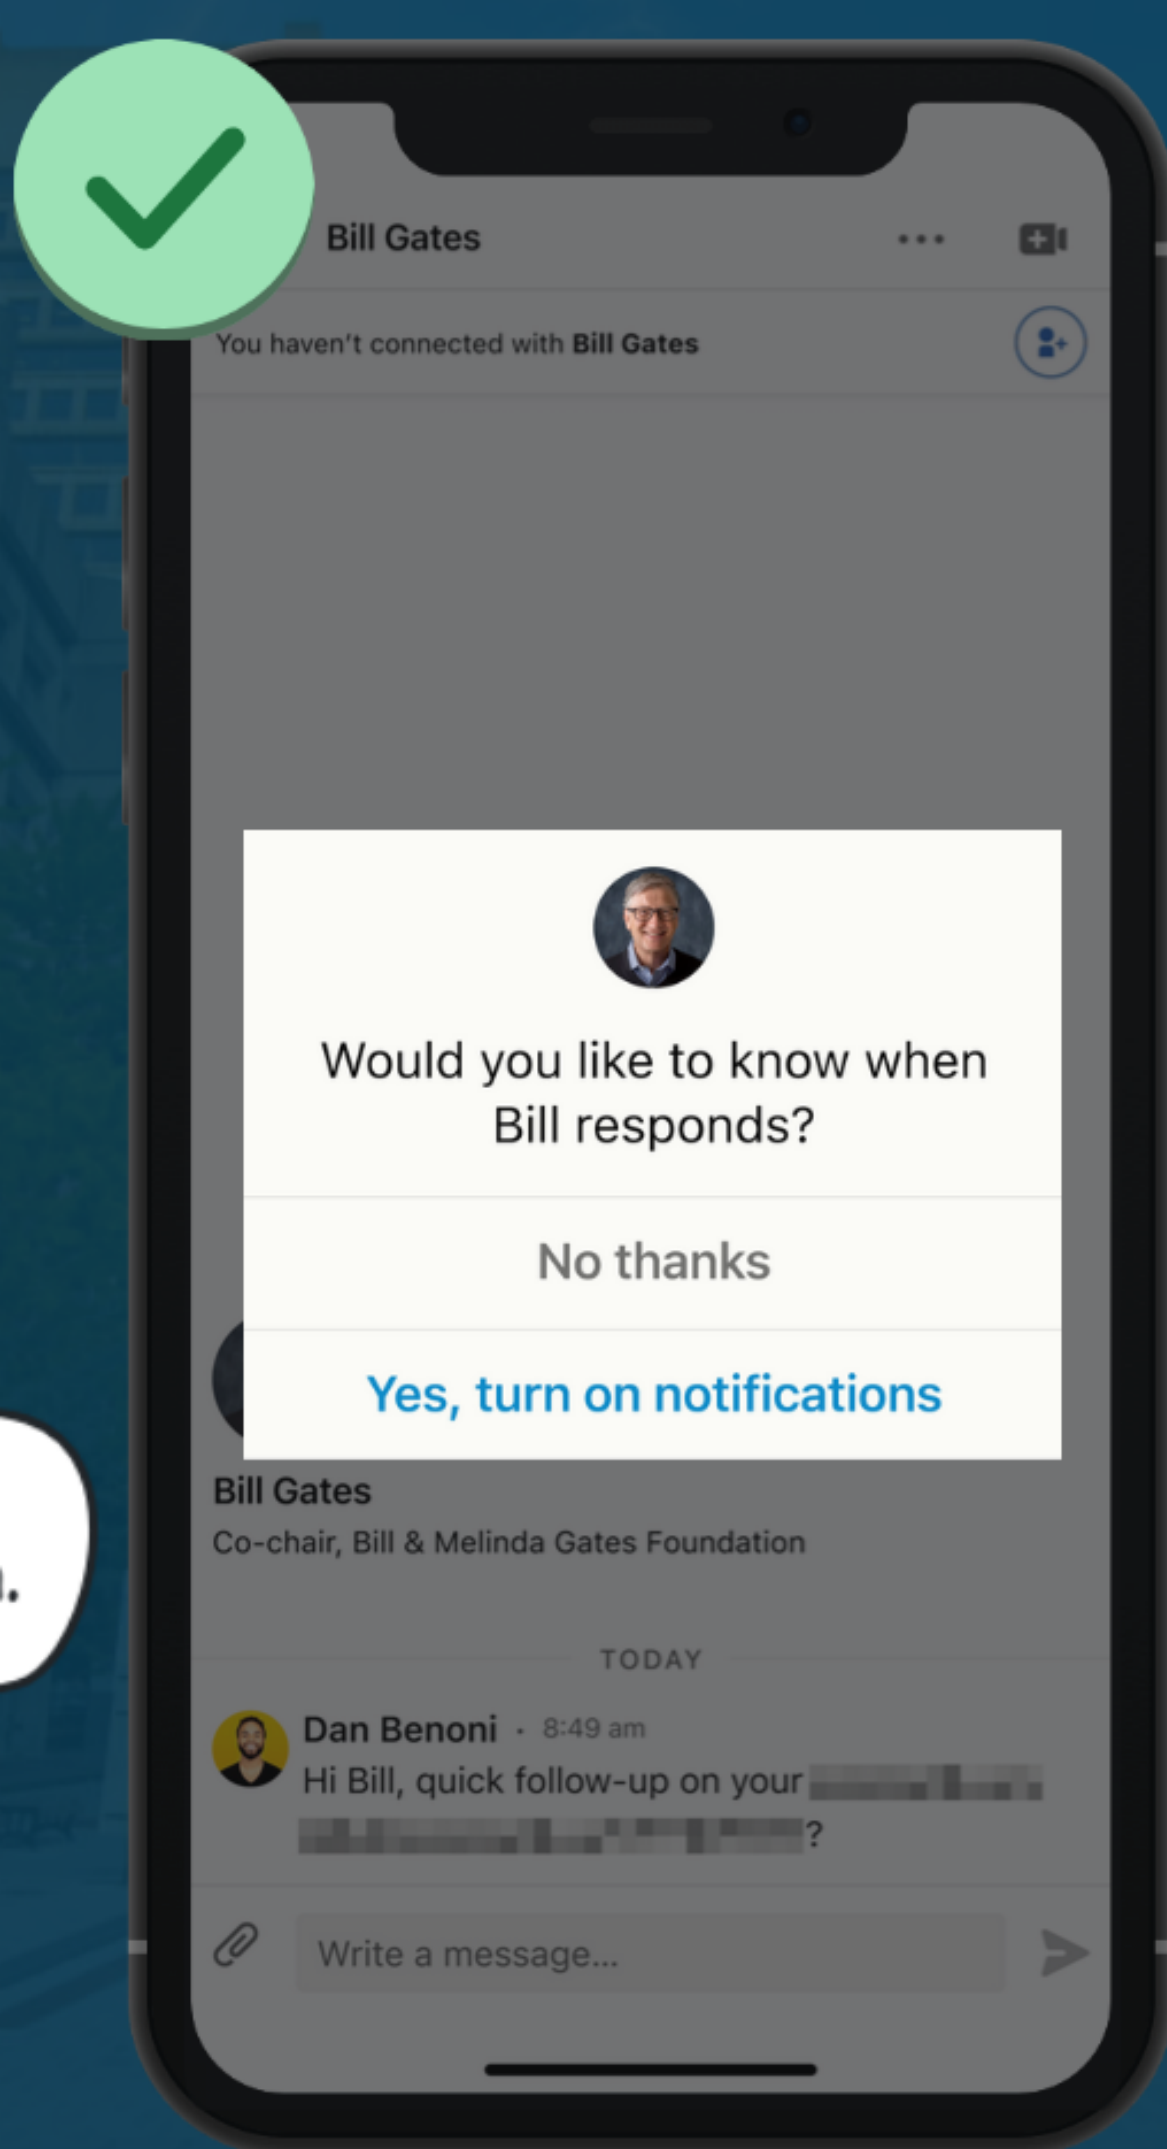 Bill Gates
You haven't connected with Bill Gates
Would you like to know when
Bill responds?
No thanks
Yes, turn on notifications
Bill Gates
Co-chair, Bill & Melinda Gates Foundation
TODAY
Dan Benoni · 8:49 am
Hi Bill, quick follow-up on your
?
Write a message...